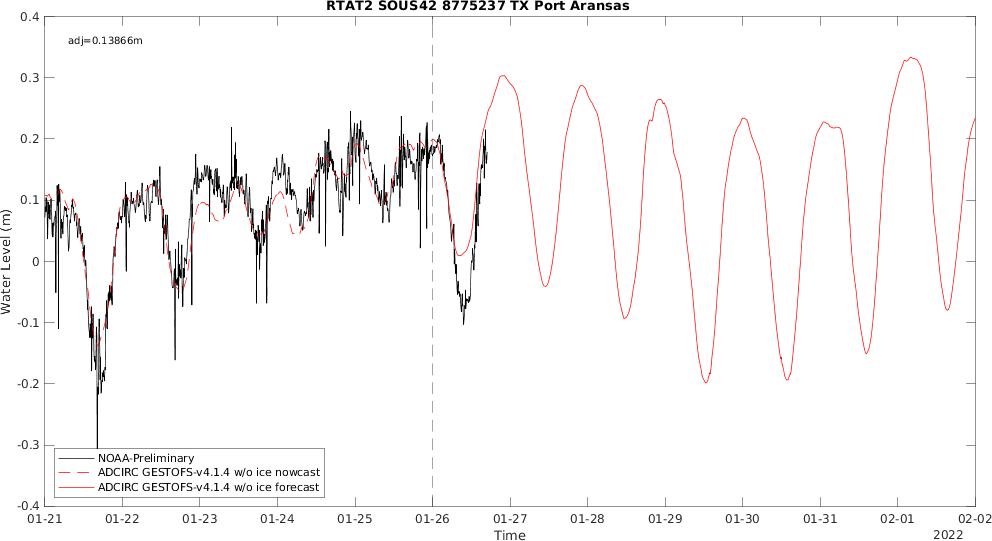 RTAT2 SOUS42 8775237 TX Port Aransas
adj=0.13866m
0.4
0.3
0.2
0.1
0
-0.1
-0.2
-0.3
-0.4
Water Level (m)
NOAA-Preliminary
ADCIRC GESTOFS-v4.1.4 w/o ice nowcast
ADCIRC GESTOFS-v4.1.4 w/o ice forecast
01-21 01-22 01-23 01-24 01-25 01-26 01-27 01-28 01-29 01-30 01-31 02-01 02-02
Time
2022